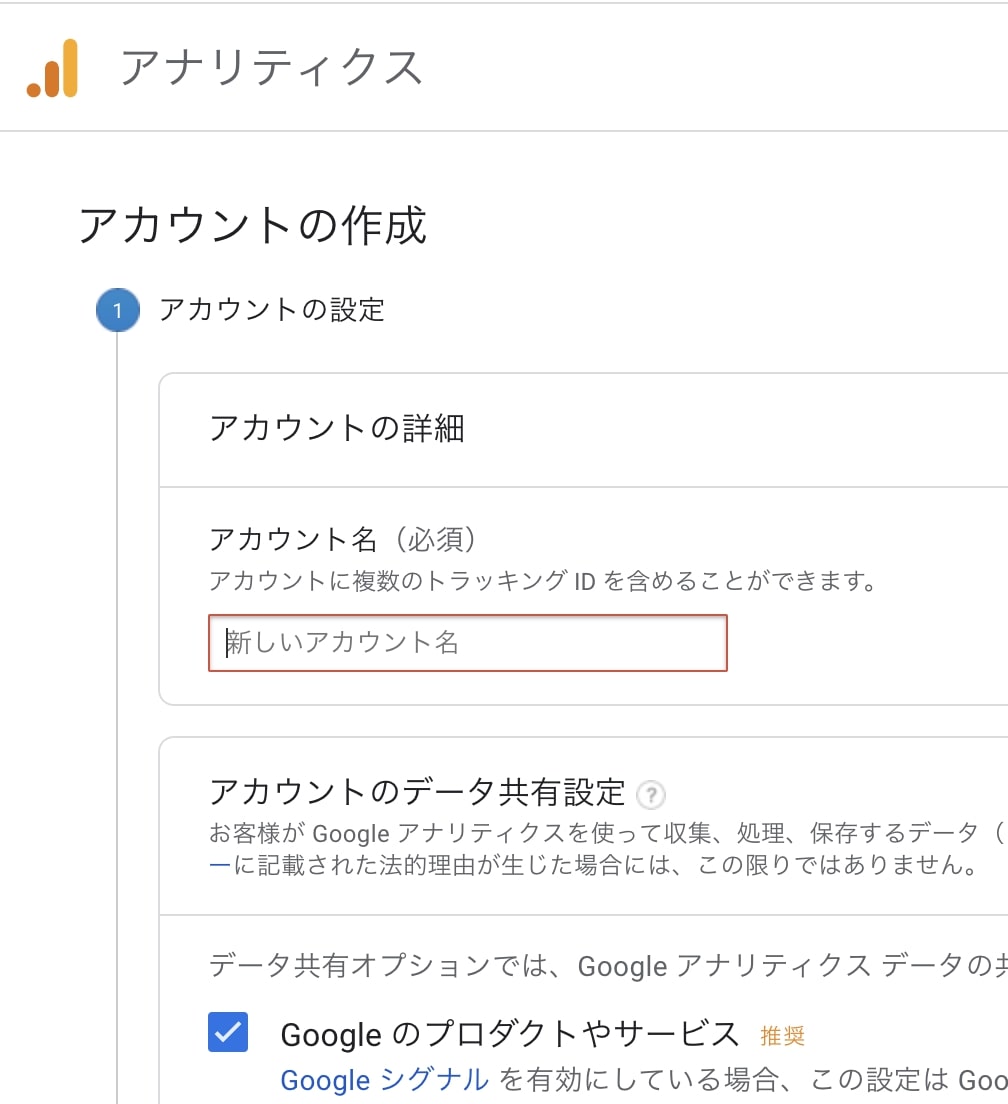 アナリティクス
アカウントの作成
1 アカウントの設定
アカウントの詳細
アカウント名（必須）
アカウントに複数のトラッキング ID を含めることができます。
新しいアカウント名
アカウントのデータ共有設定 ?
お客様が Google アナリティクスを使って収集、処理、保存するデータ（
ーに記載された法的理由が生じた場合には、この限りではありません。
データ共有オプションでは、Google アナリティクス データの共
Google のプロダクトやサービス 推奨
Google シグナル を有効にしている場合、この設定は Goo